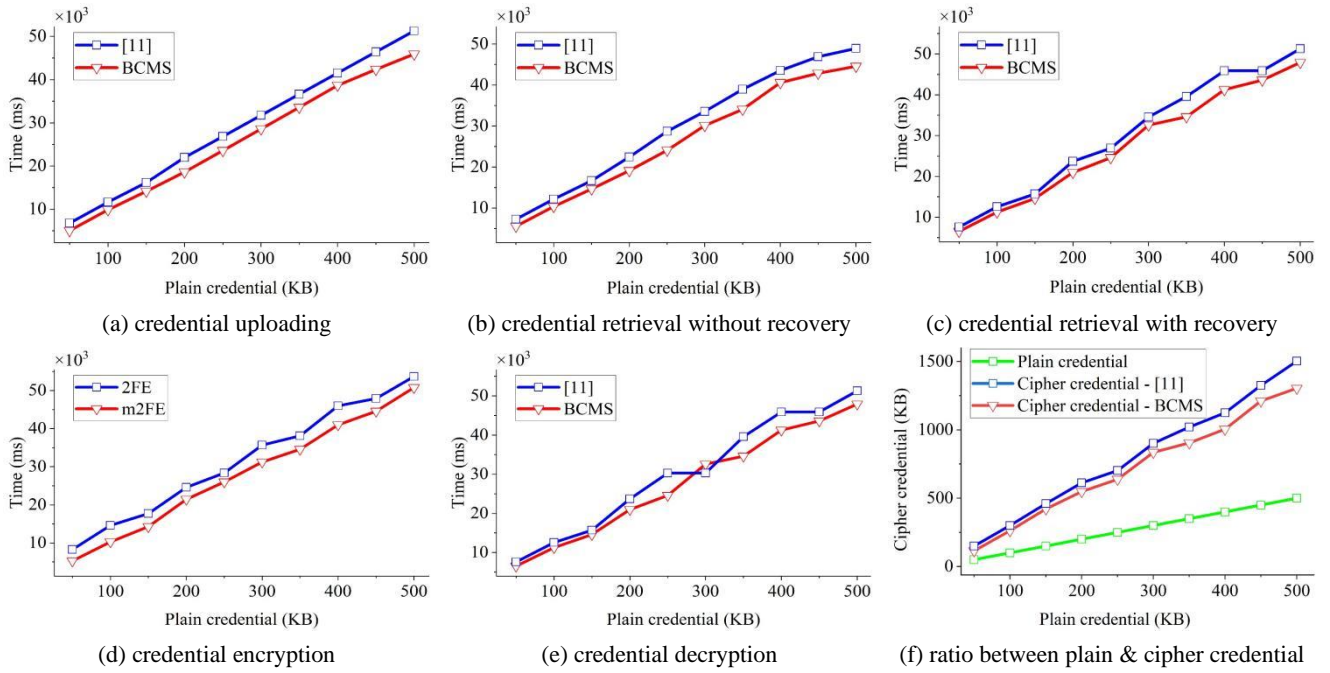 ×10³
50
40
30
20
10
Time (ms)
[11]
BCMS
100 200 300 400 500
Plain credential (KB)
(a) credential uploading
×10³
50
40
30
20
10
Time (ms)
[11]
BCMS
100 200 300 400 500
Plain credential (KB)
(b) credential retrieval without recovery
×10³
50
40
30
20
10
Time (ms)
[11]
BCMS
100 200 300 400 500
Plain credential (KB)
(c) credential retrieval with recovery
×10³
50
40
30
20
10
Time (ms)
2FE
m2FE
100 200 300 400 500
Plain credential (KB)
(d) credential encryption
×10³
50
40
30
20
10
Time (ms)
[11]
BCMS
100 200 300 400 500
Plain credential (KB)
(e) credential decryption
1500
1000
500
0
Cipher credential (KB)
Plain credential
Cipher credential - [11]
Cipher credential - BCMS
100 200 300 400 500
Plain credential (KB)
(f) ratio between plain & cipher credential